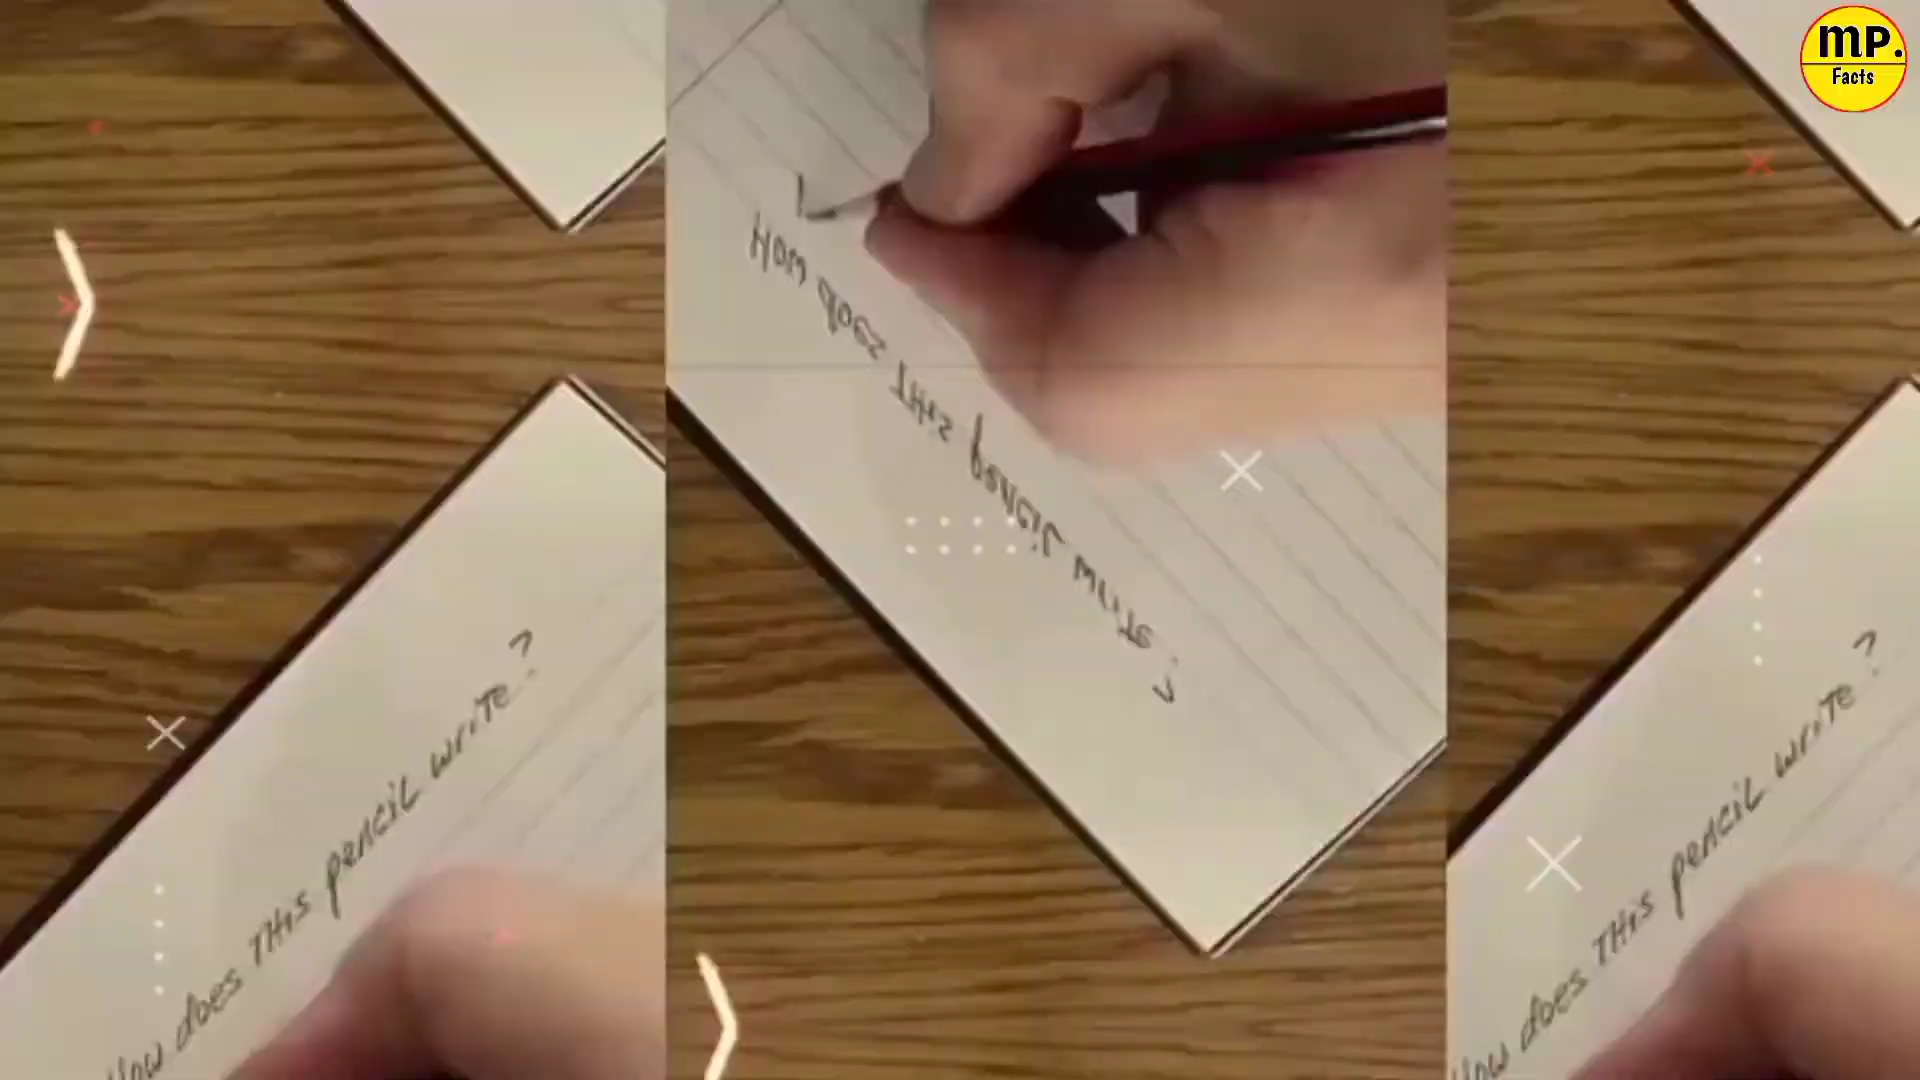 mp.
Facts
How does THis pencil write?
How does THis pencil write?
How does THis pencil write?